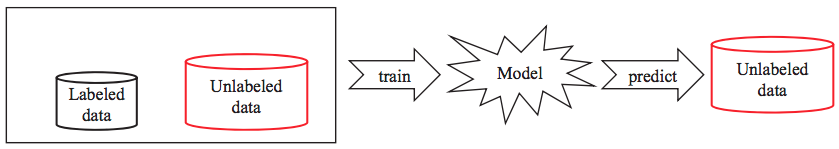 Labeled
data
Unlabeled
data
train
Model
predict
Unlabeled
data